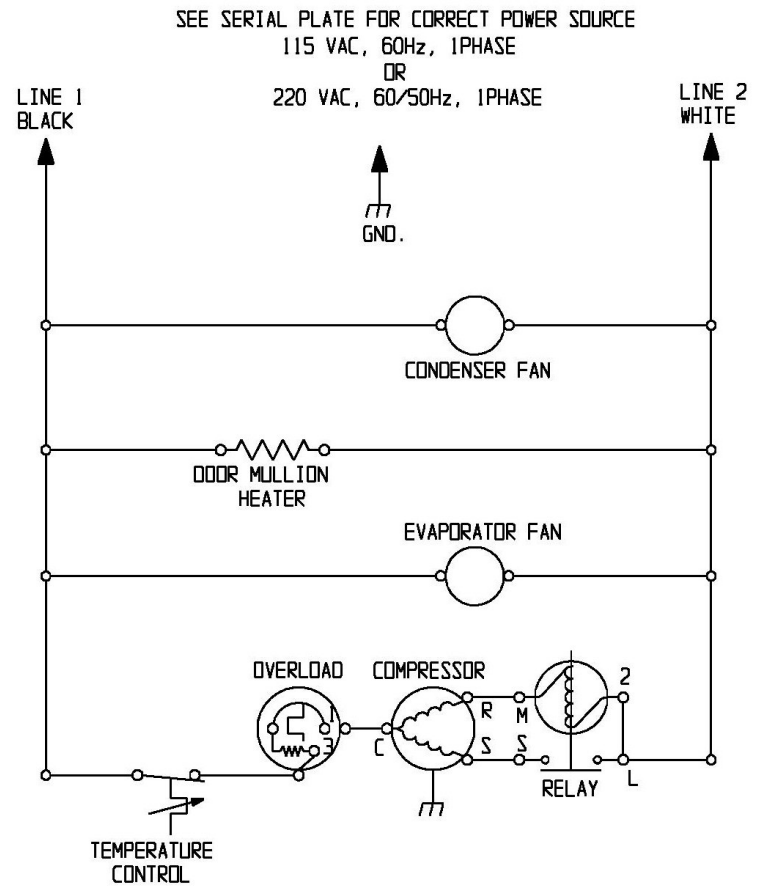 SEE SERIAL PLATE FOR CORRECT POWER SOURCE
115 VAC, 60Hz, 1PHASE
OR
220 VAC, 60/50Hz, 1PHASE
LINE 1
BLACK
LINE 2
WHITE
GND.
CONDENSER FAN
DOOR MULLION
HEATER
EVAPORATOR FAN
OVERLOAD
COMPRESSOR
1
3
C
R
S
M
S
2
L
RELAY
TEMPERATURE
CONTROL